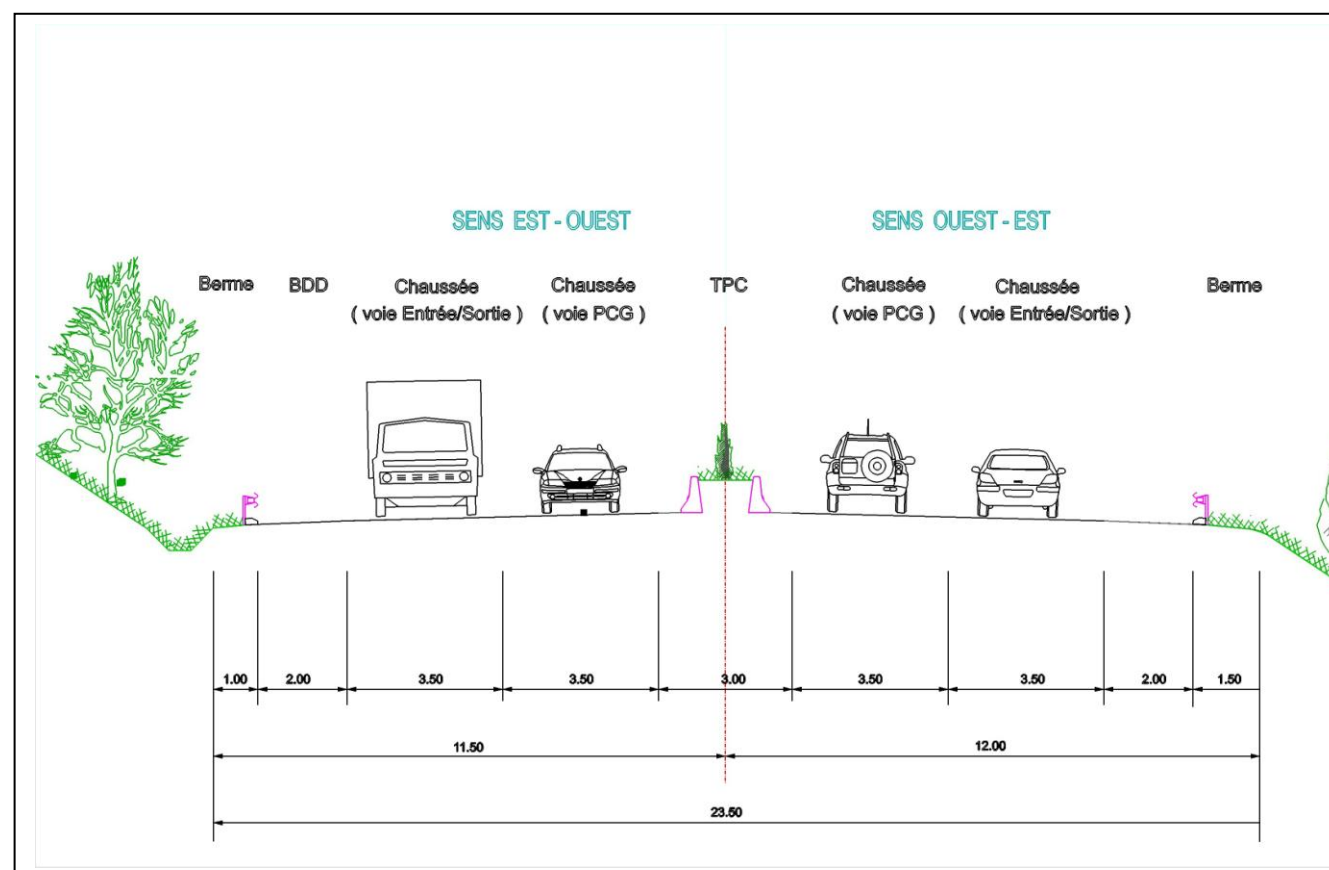 SENS EST - OUEST
SENS OUEST - EST
Berme
BDD
Chaussée
( voie Entrée/Sortie )
Chaussée
( voie PCG )
TPC
Chaussée
( voie PCG )
Chaussée
( voie Entrée/Sortie )
Berme
1.00
2.00
3.50
3.50
3.00
3.50
3.50
2.00
1.50
11.50
12.00
23.50